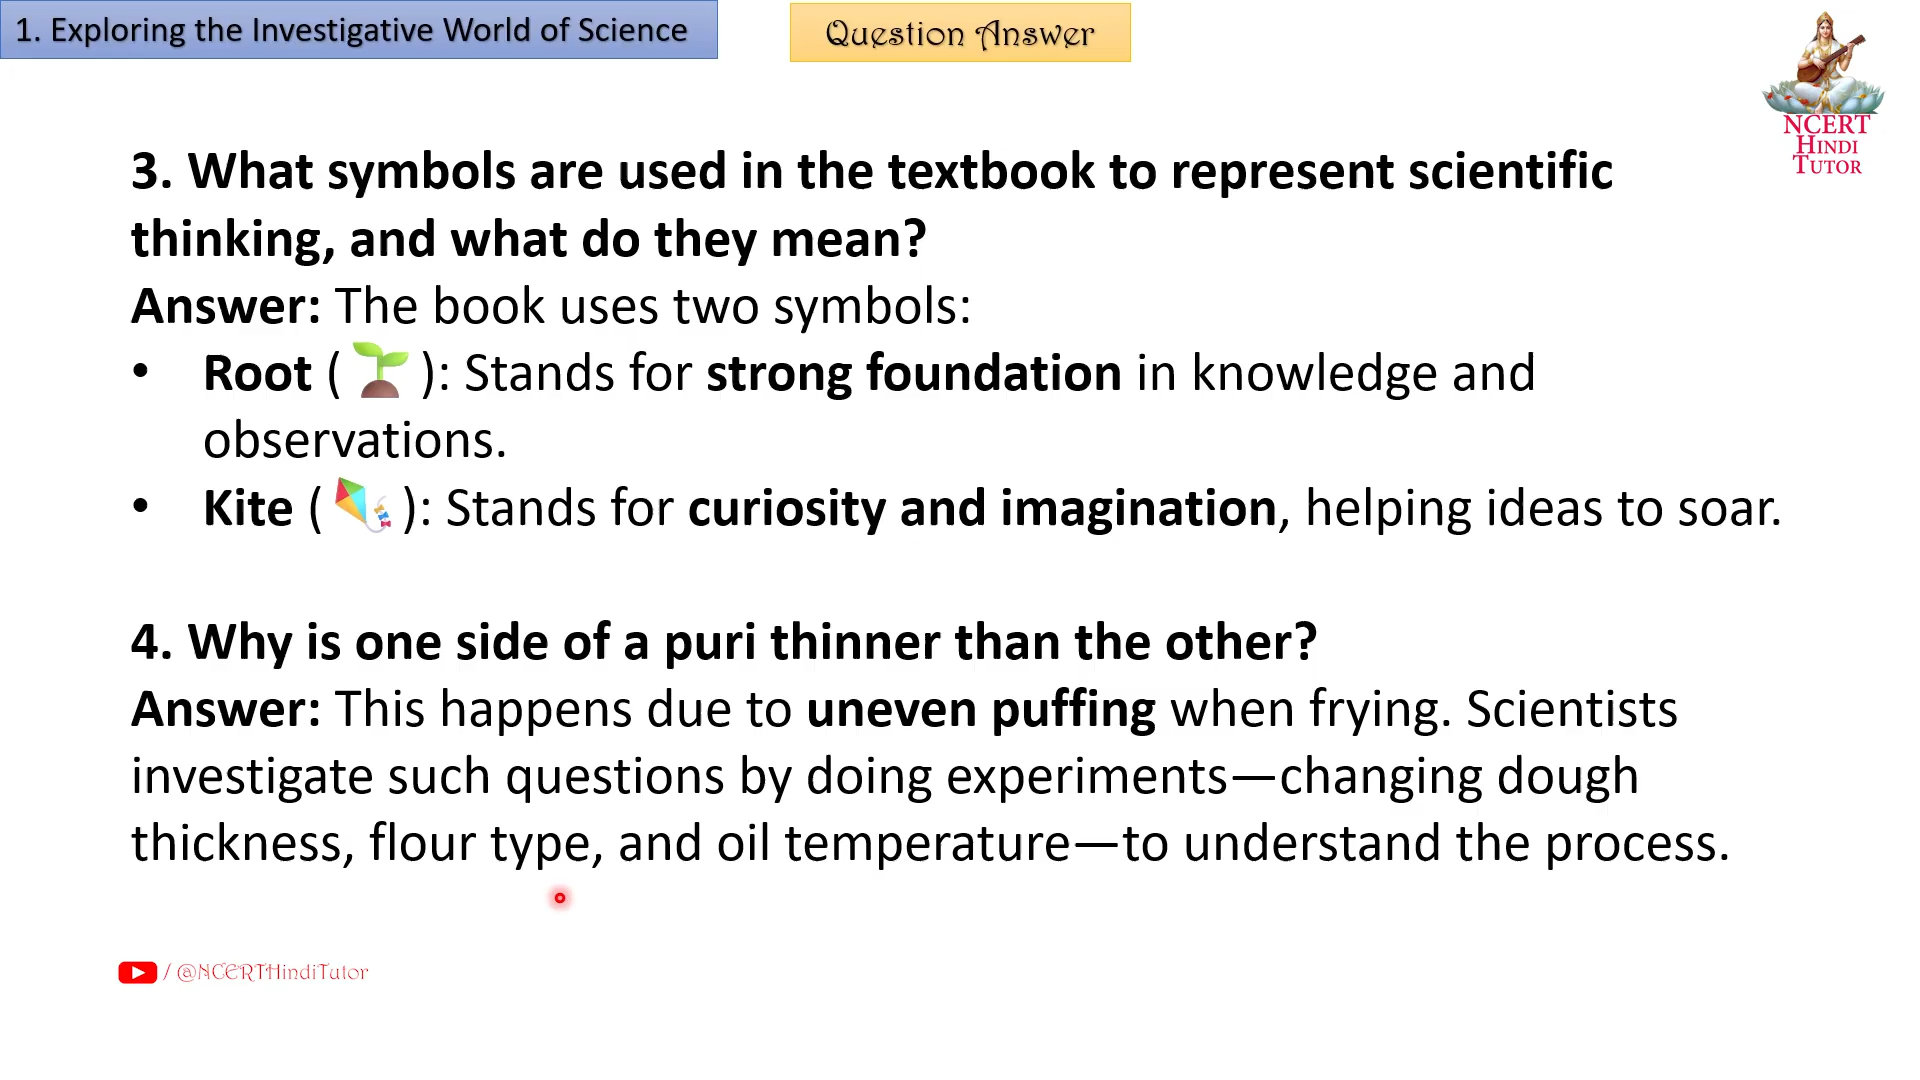 1. Exploring the Investigative World of Science
Question Answer
NCERT
HINDI
TUTOR
3. What symbols are used in the textbook to represent scientific
thinking, and what do they mean?
Answer: The book uses two symbols:
• Root ( 🌱 ): Stands for strong foundation in knowledge and
observations.
• Kite ( 🪁 ): Stands for curiosity and imagination, helping ideas to soar.
4. Why is one side of a puri thinner than the other?
Answer: This happens due to uneven puffing when frying. Scientists
investigate such questions by doing experiments—changing dough
thickness, flour type, and oil temperature—to understand the process.
/ @NCERTHindiTutor